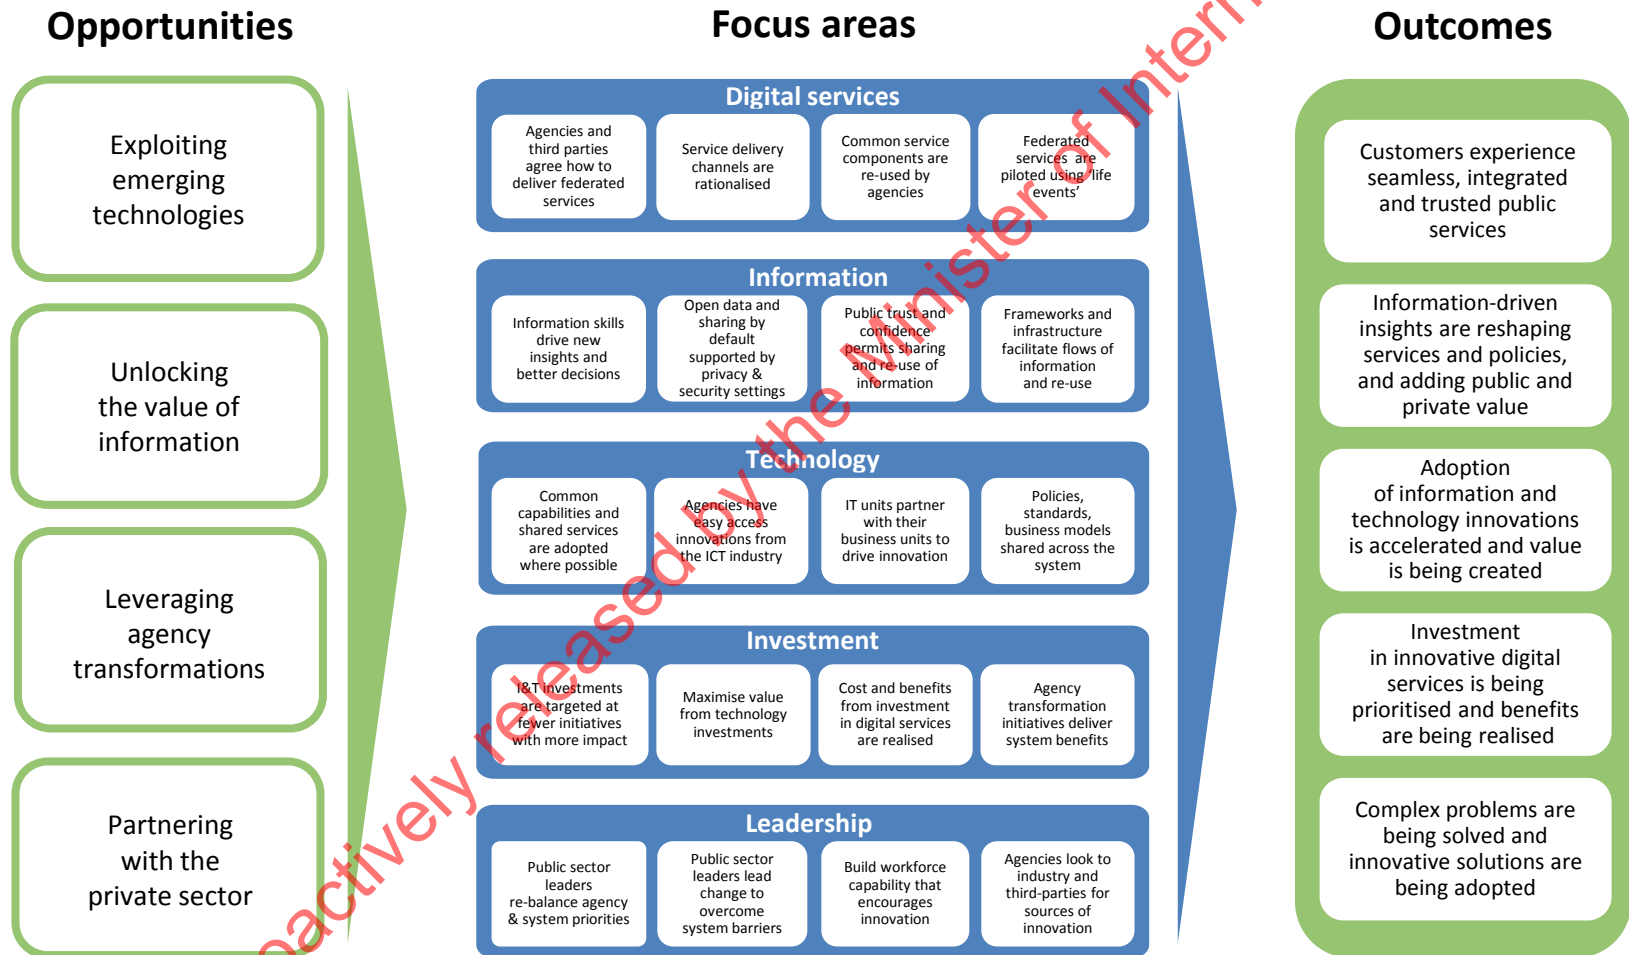 Opportunities
Focus areas
Outcomes
Exploiting
emerging
technologies
Unlocking
the value of
information
Leveraging
agency
transformations
Partnering
with the
private sector
Digital services
Agencies and
third parties
agree how to
deliver federated
services
Service delivery
channels are
rationalised
Common service
components are
re-used by
agencies
Federated
services are
piloted using ‘life
events’
Information
Information skills
drive new
insights and
better decisions
Open data and
sharing by
default
supported by
privacy &
security settings
Public trust and
confidence
permits sharing
and re-use of
information
Frameworks and
infrastructure
facilitate flows of
information
and re-use
Technology
Common
capabilities and
shared services
are adopted
where possible
Agencies have
easy access
innovations from
the ICT industry
IT units partner
with their
business units to
drive innovation
Policies,
standards,
business models
shared across the
system
Investment
I&T investments
are targeted at
fewer initiatives
with more impact
Maximise value
from technology
investments
Cost and benefits
from investment
in digital services
are realised
Agency
transformation
initiatives deliver
system benefits
Leadership
Public sector
leaders
re-balance agency
& system priorities
Public sector
leaders lead
change to
overcome
system barriers
Build workforce
capability that
encourages
innovation
Agencies look to
industry and
third-parties for
sources of
innovation
Customers experience
seamless, integrated
and trusted public
services
Information-driven
insights are reshaping
services and policies,
and adding public and
private value
Adoption
of information and
technology innovations
is accelerated and value
is being created
Investment
in innovative digital
services is being
prioritised and benefits
are being realised
Complex problems are
being solved and
innovative solutions are
being adopted
released by the Minister of